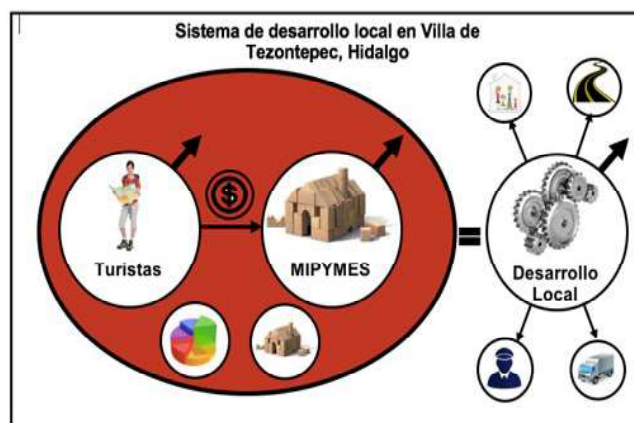 Sistema de desarrollo local en Villa de
Tezontepec, Hidalgo
$
Turistas
MIPYMES
=
Desarrollo
Local